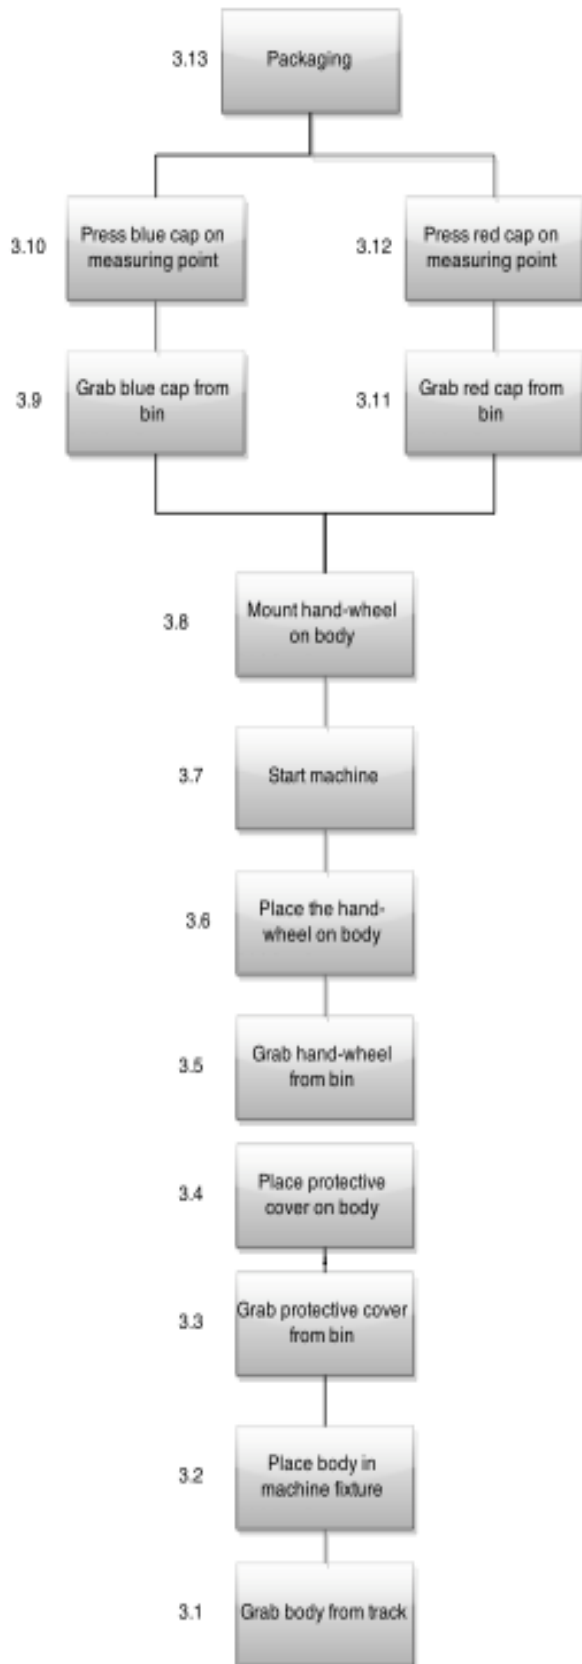 3.13
Packaging
3.10
Press blue cap on
measuring point
3.12
Press red cap on
measuring point
3.9
Grab blue cap from
bin
3.11
Grab red cap from
bin
3.8
Mount hand-wheel
on body
3.7
Start machine
3.6
Place the hand-
wheel on body
3.5
Grab hand-wheel
from bin
3.4
Place protective
cover on body
3.3
Grab protective cover
from bin
3.2
Place body in
machine fixture
3.1
Grab body from track